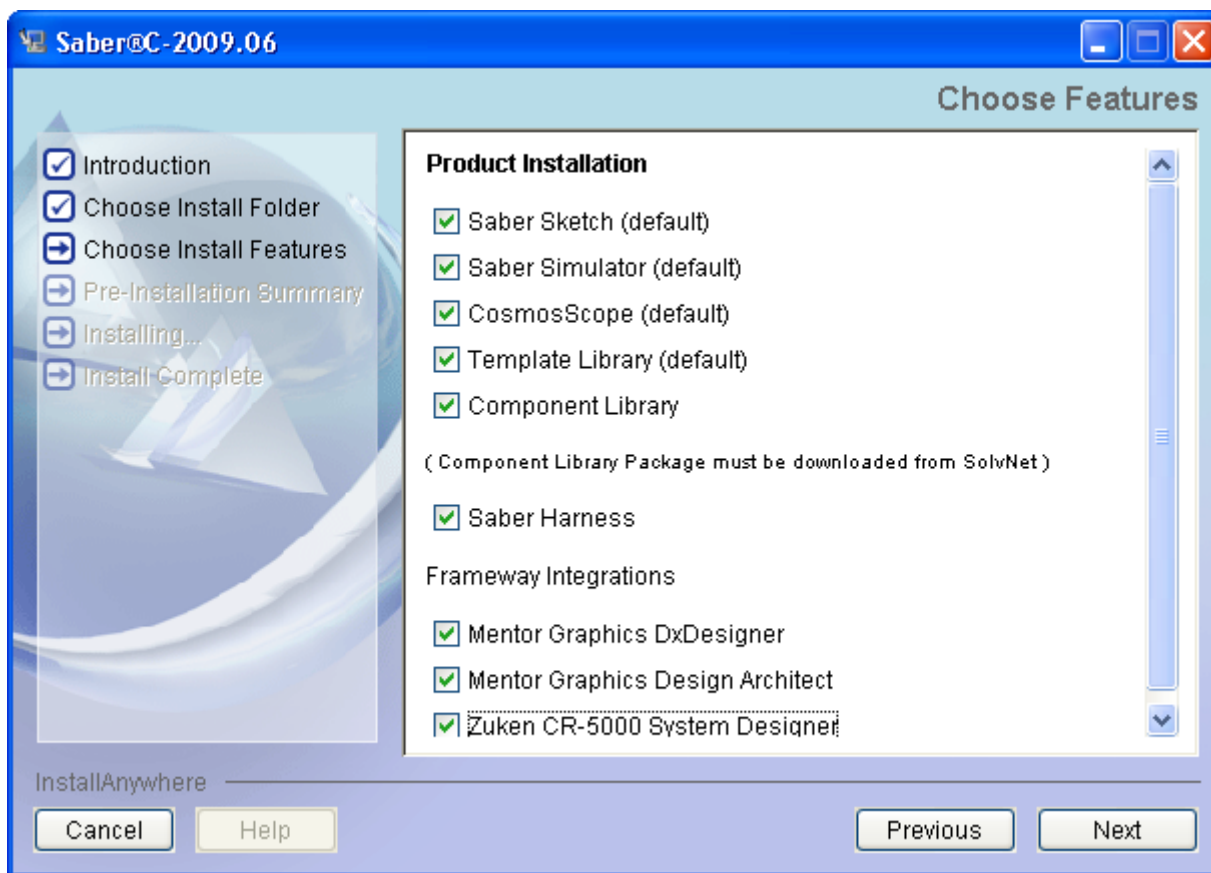 Saber®C-2009.06
Choose Features
Introduction
Choose Install Folder
Choose Install Features
Pre-Installation Summary
Installing...
Install Complete
Product Installation
Saber Sketch (default)
Saber Simulator (default)
CosmosScope (default)
Template Library (default)
Component Library
( Component Library Package must be downloaded from SolvNet )
Saber Harness
Frameway Integrations
Mentor Graphics DxDesigner
Mentor Graphics Design Architect
Zuken CR-5000 System Designer
InstallAnywhere
Cancel
Help
Previous
Next